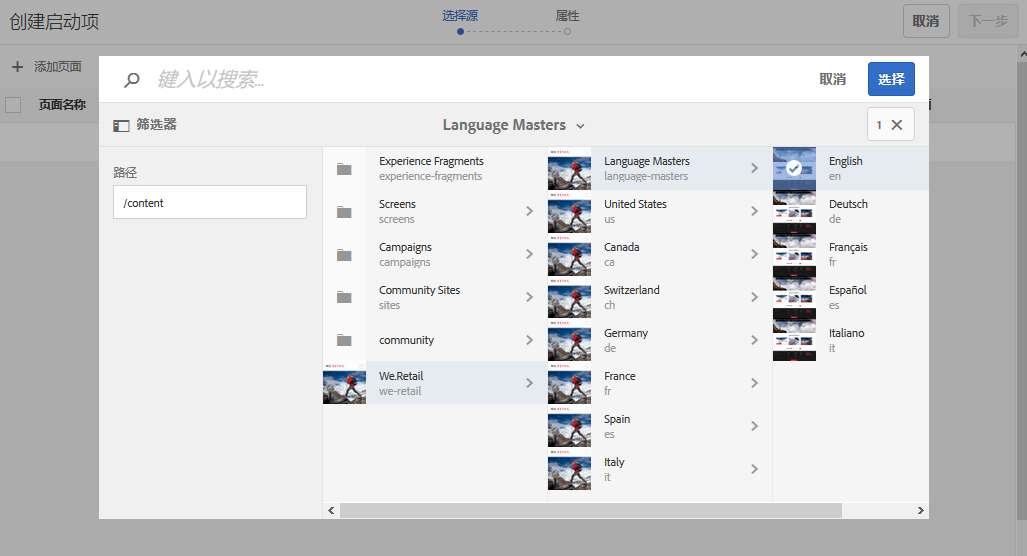 创建启动项
选择源
属性
取消
下一步
添加页面
页面名称
键入以搜索...
取消
选择
筛选器
Language Masters
1
路径
/content
Experience Fragments
experience-fragments
Screens
screens
Campaigns
campaigns
Community Sites
sites
community
We.Retail
we-retail
Language Masters
language-masters
United States
us
Canada
ca
Switzerland
ch
Germany
de
France
fr
Spain
es
Italy
it
English
en
Deutsch
de
Français
fr
Español
es
Italiano
it